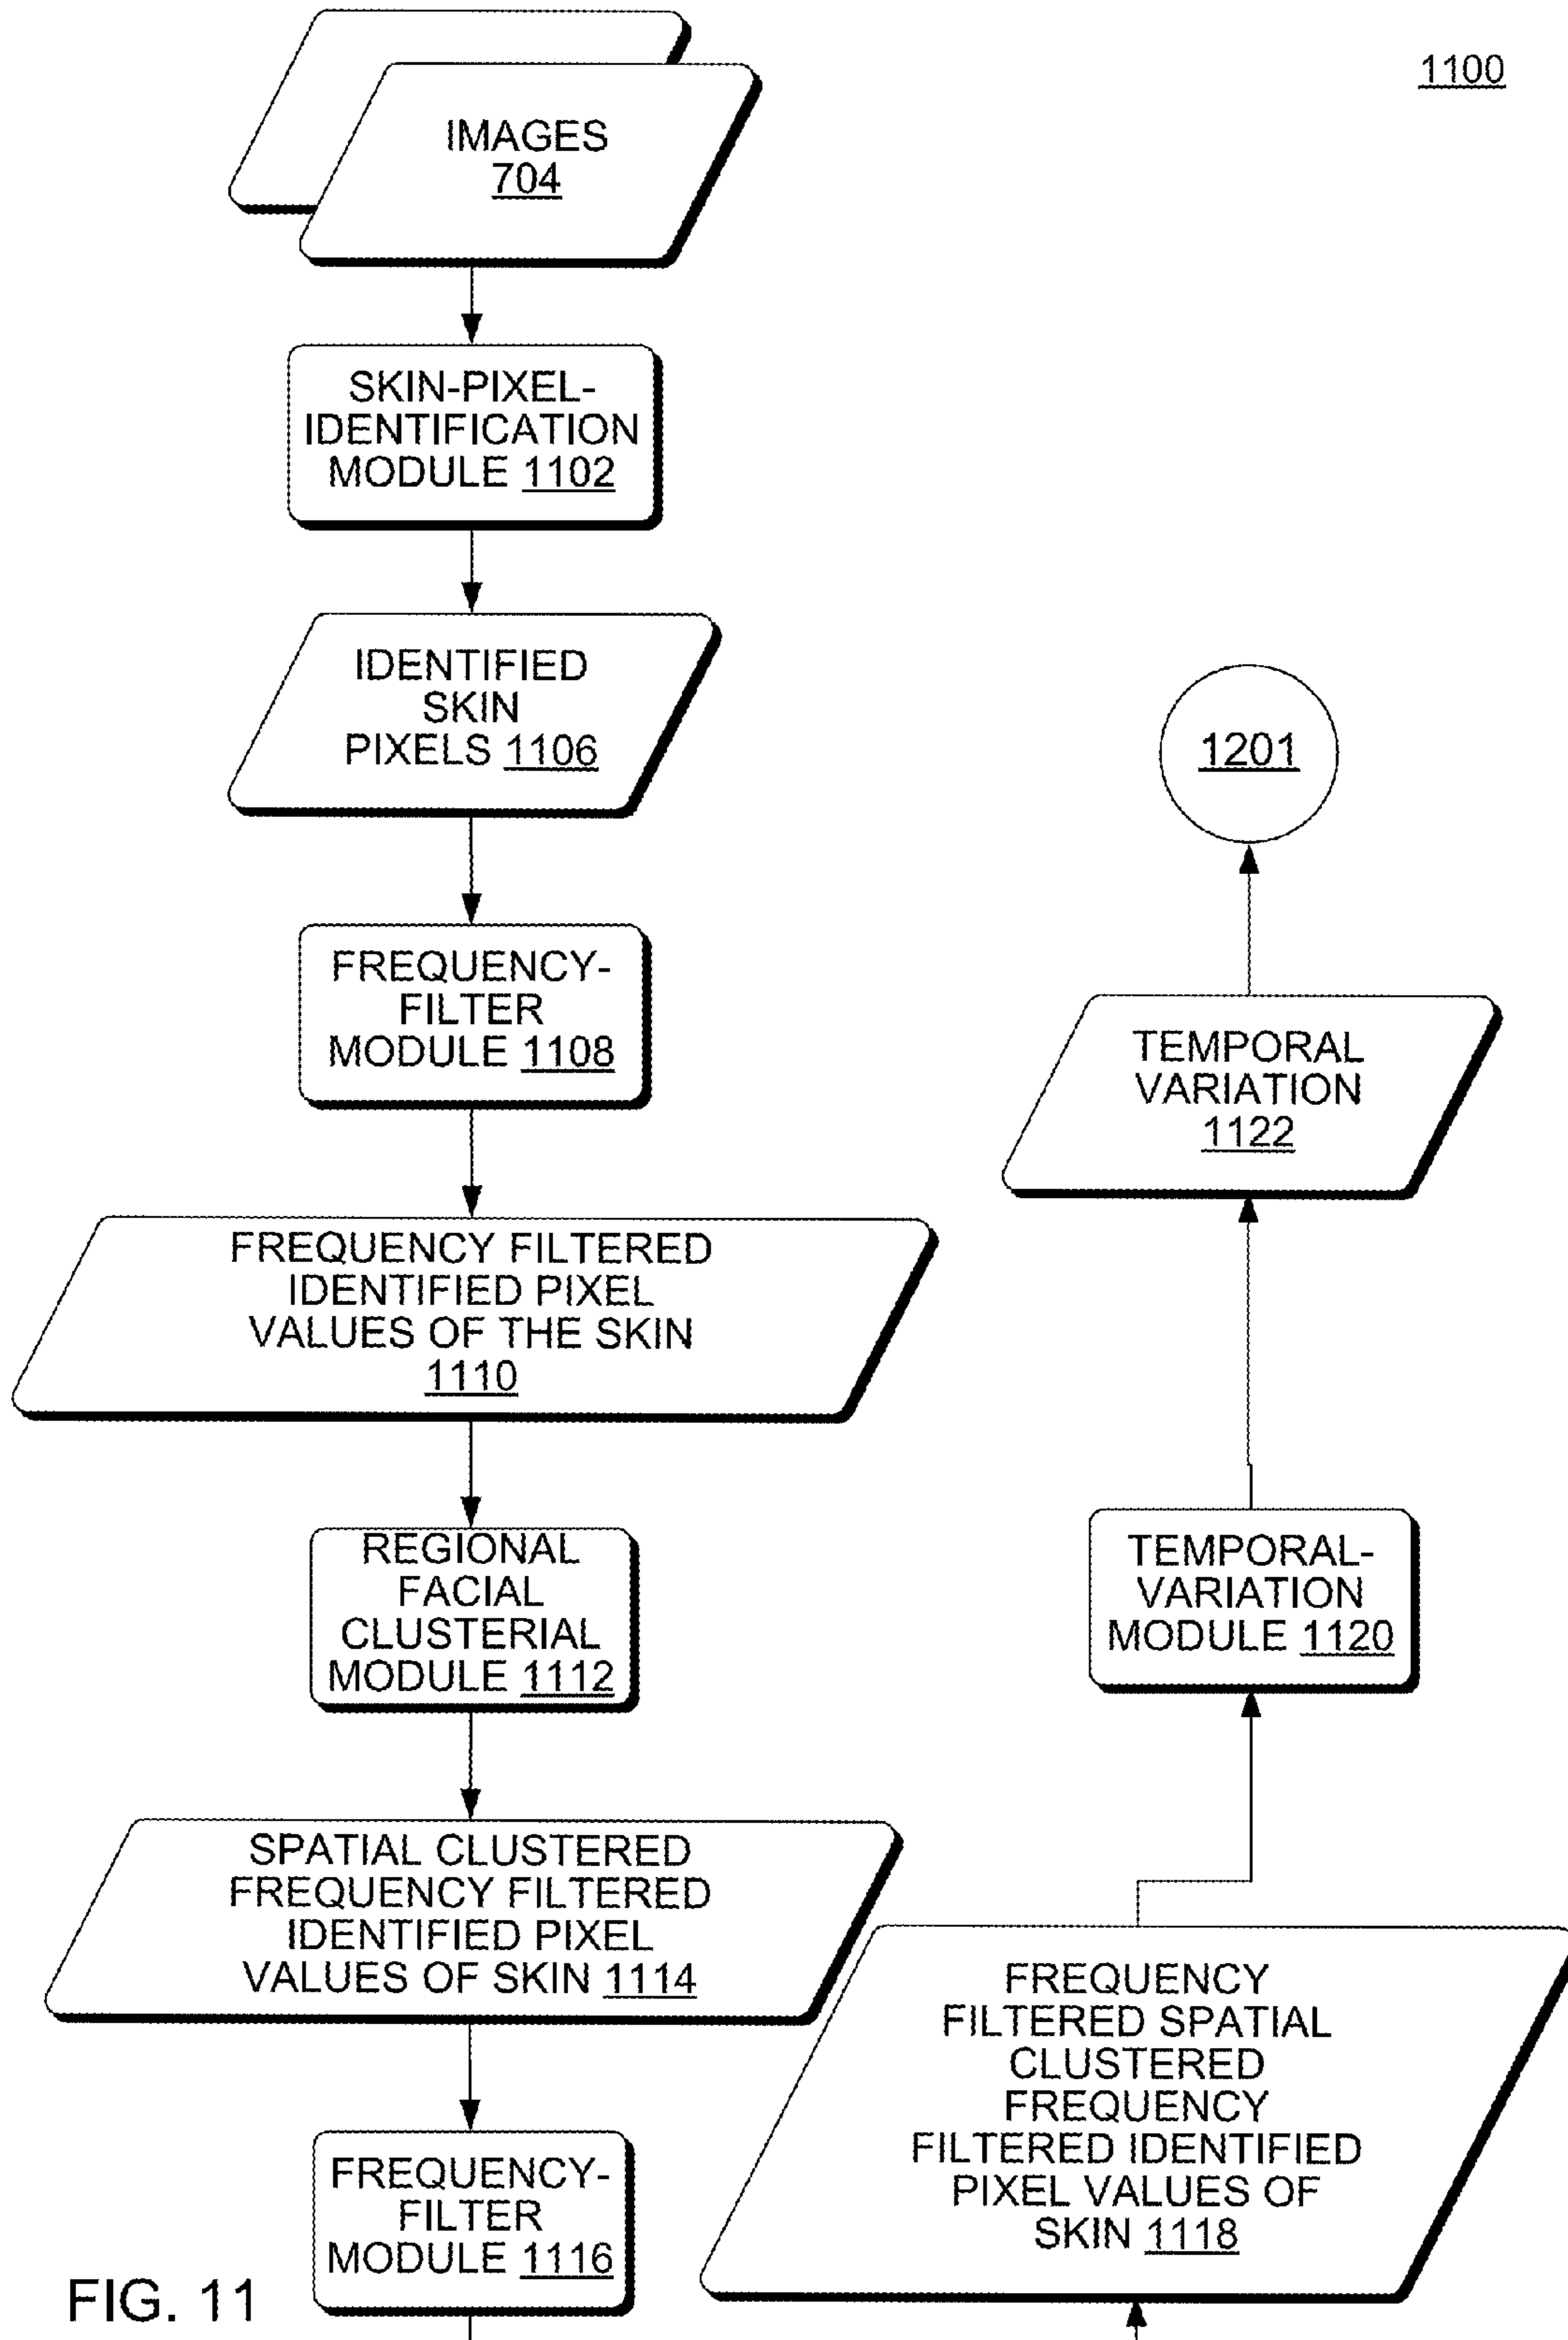 1100
IMAGES
704
SKIN-PIXEL-
IDENTIFICATION
MODULE 1102
IDENTIFIED
SKIN
PIXELS 1106
FREQUENCY-
FILTER
MODULE 1108
FREQUENCY FILTERED
IDENTIFIED PIXEL
VALUES OF THE SKIN
1110
REGIONAL
FACIAL
CLUSTERIAL
MODULE 1112
SPATIAL CLUSTERED
FREQUENCY FILTERED
IDENTIFIED PIXEL
VALUES OF SKIN 1114
FREQUENCY-
FILTER
MODULE 1116
FREQUENCY
FILTERED SPATIAL
CLUSTERED
FREQUENCY
FILTERED IDENTIFIED
PIXEL VALUES OF
SKIN 1118
TEMPORAL-
VARIATION
MODULE 1120
TEMPORAL
VARIATION
1122
1201
FIG. 11